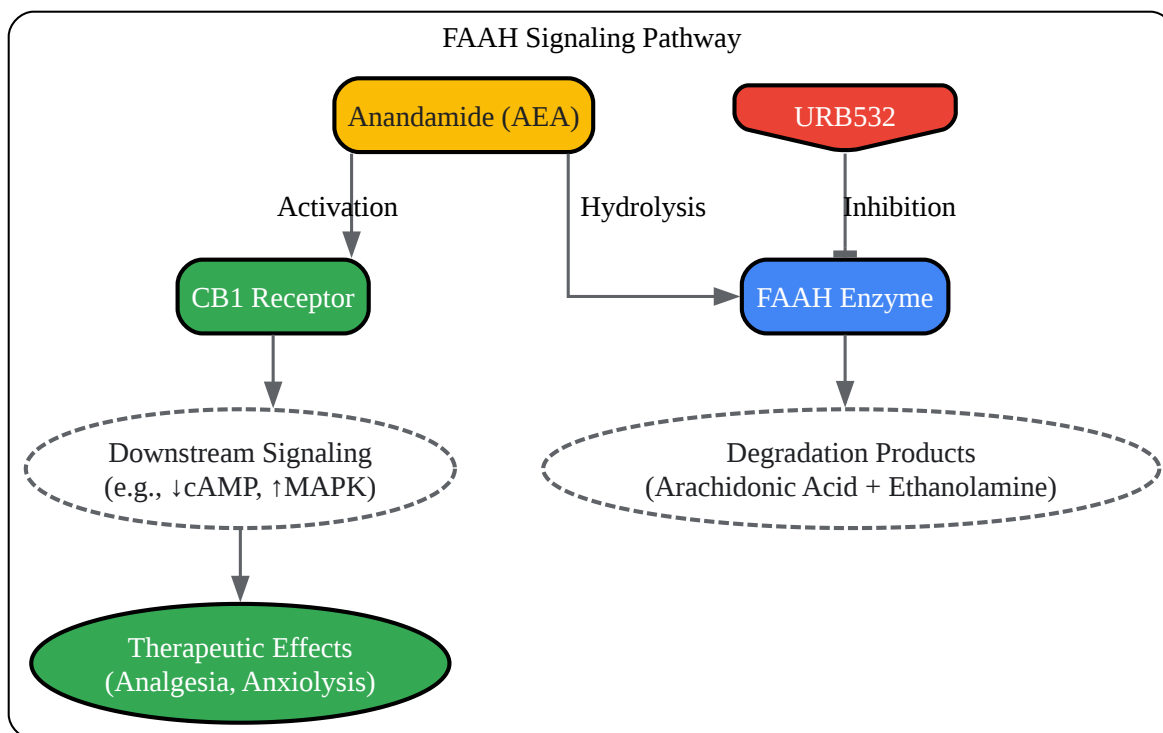 FAAH Signaling Pathway
Anandamide (AEA)
URB532
Activation
Hydrolysis
Inhibition
CB1 Receptor
FAAH Enzyme
Downstream Signaling
(e.g., ↓cAMP, ↑MAPK)
Degradation Products
(Arachidonic Acid + Ethanolamine)
Therapeutic Effects
(Analgesia, Anxiolysis)